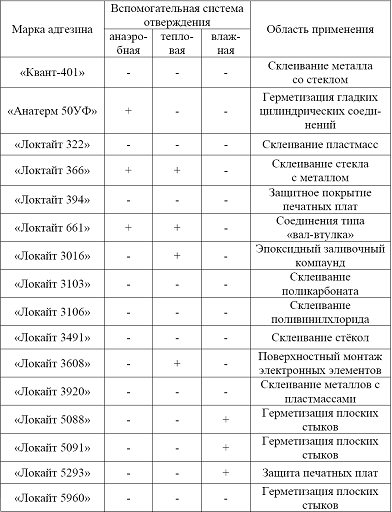 Марка адгезина
Вспомогательная система
отверждения
Область применения
анаэро-
бная
тепло-
вая
влаж-
ная
«Квант-401» - - - Склеивание металла
со стеклом
«Анатерм 50УФ» + - - Герметизация гладких
цилиндрических соеди-
нений
«Локтайт 322» - - - Склеивание пластмасс
«Локтайт 366» + + - Склеивание стекла
с металлом
«Локтайт 394» - - - Защитное покрытие
печатных плат
«Локтайт 661» + + - Соединения типа
«вал-втулка»
«Локайт 3016» - + - Эпоксидный заливочный
компаунд
«Локайт 3103» - - - Склеивание
поликарбоната
«Локайт 3106» - - - Склеивание
поливинилхлорида
«Локайт 3491» - - - Склеивание стёкол
«Локайт 3608» - + - Поверхностный монтаж
электронных элементов
«Локайт 3920» - - - Склеивание металлов с
пластмассами
«Локайт 5088» - - + Герметизация плоских
стыков
«Локайт 5091» - - + Герметизация плоских
стыков
«Локайт 5293» - - + Защита печатных плат
«Локайт 5960» - - - Герметизация плоских
стыков